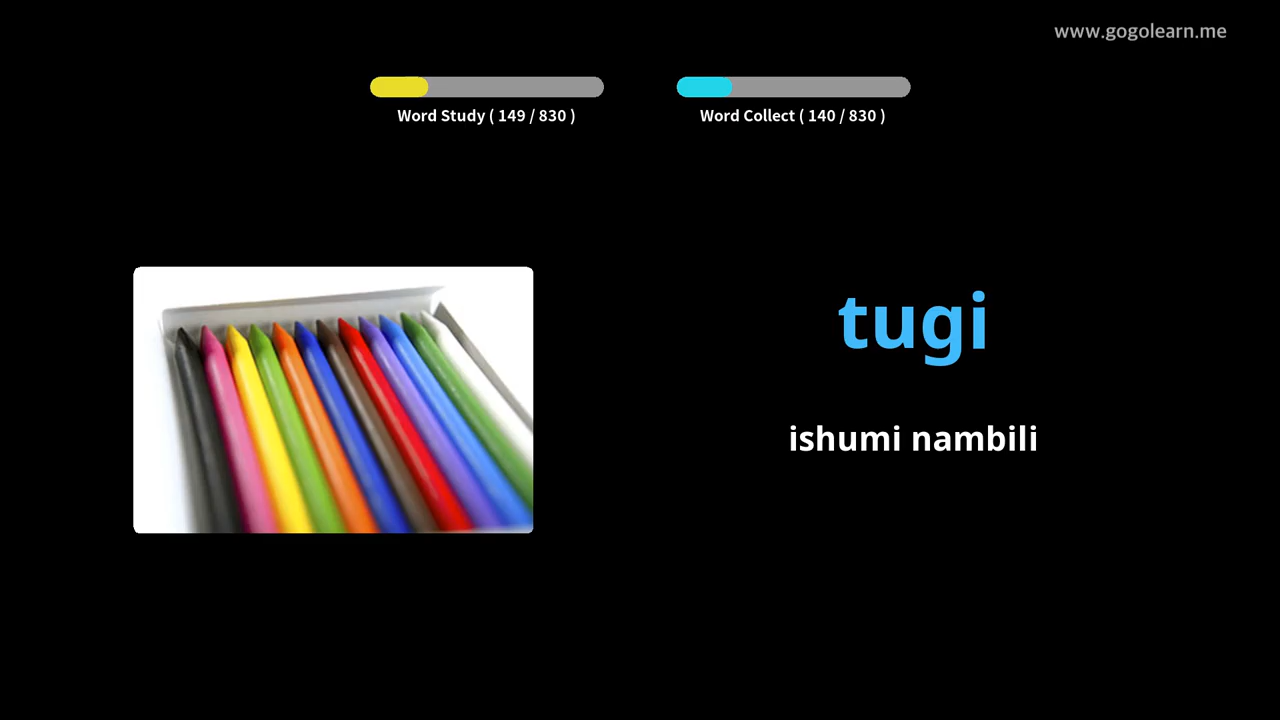 www.gogolearn.me
Word Study ( 149 / 830 )
Word Collect ( 140 / 830 )
tugi
ishumi nambili